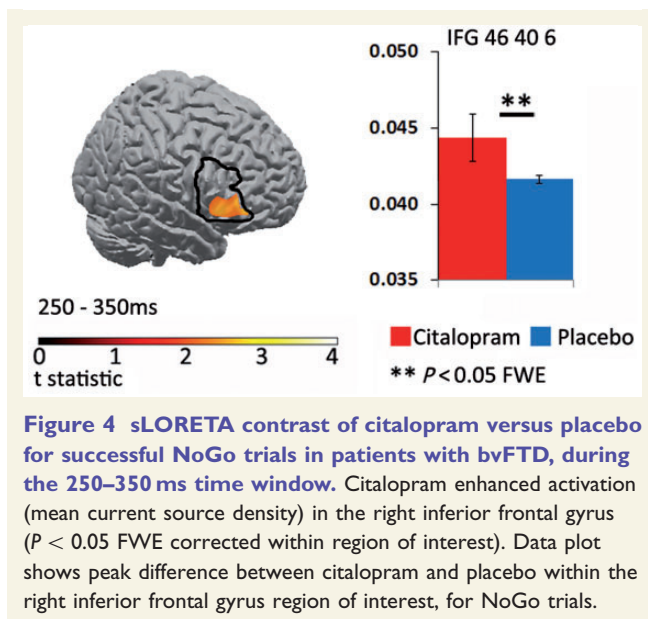 IFG 46 40 6
0.050
**
0.045
0.040
0.035
250 - 350ms
0 1 2 3 4
t statistic
Citalopram Placebo
** P<0.05 FWE
Figure 4 sLORETA contrast of citalopram versus placebo
for successful NoGo trials in patients with bvFTD, during
the 250–350 ms time window. Citalopram enhanced activation
(mean current source density) in the right inferior frontal gyrus
(P < 0.05 FWE corrected within region of interest). Data plot
shows peak difference between citalopram and placebo within the
right inferior frontal gyrus region of interest, for NoGo trials.